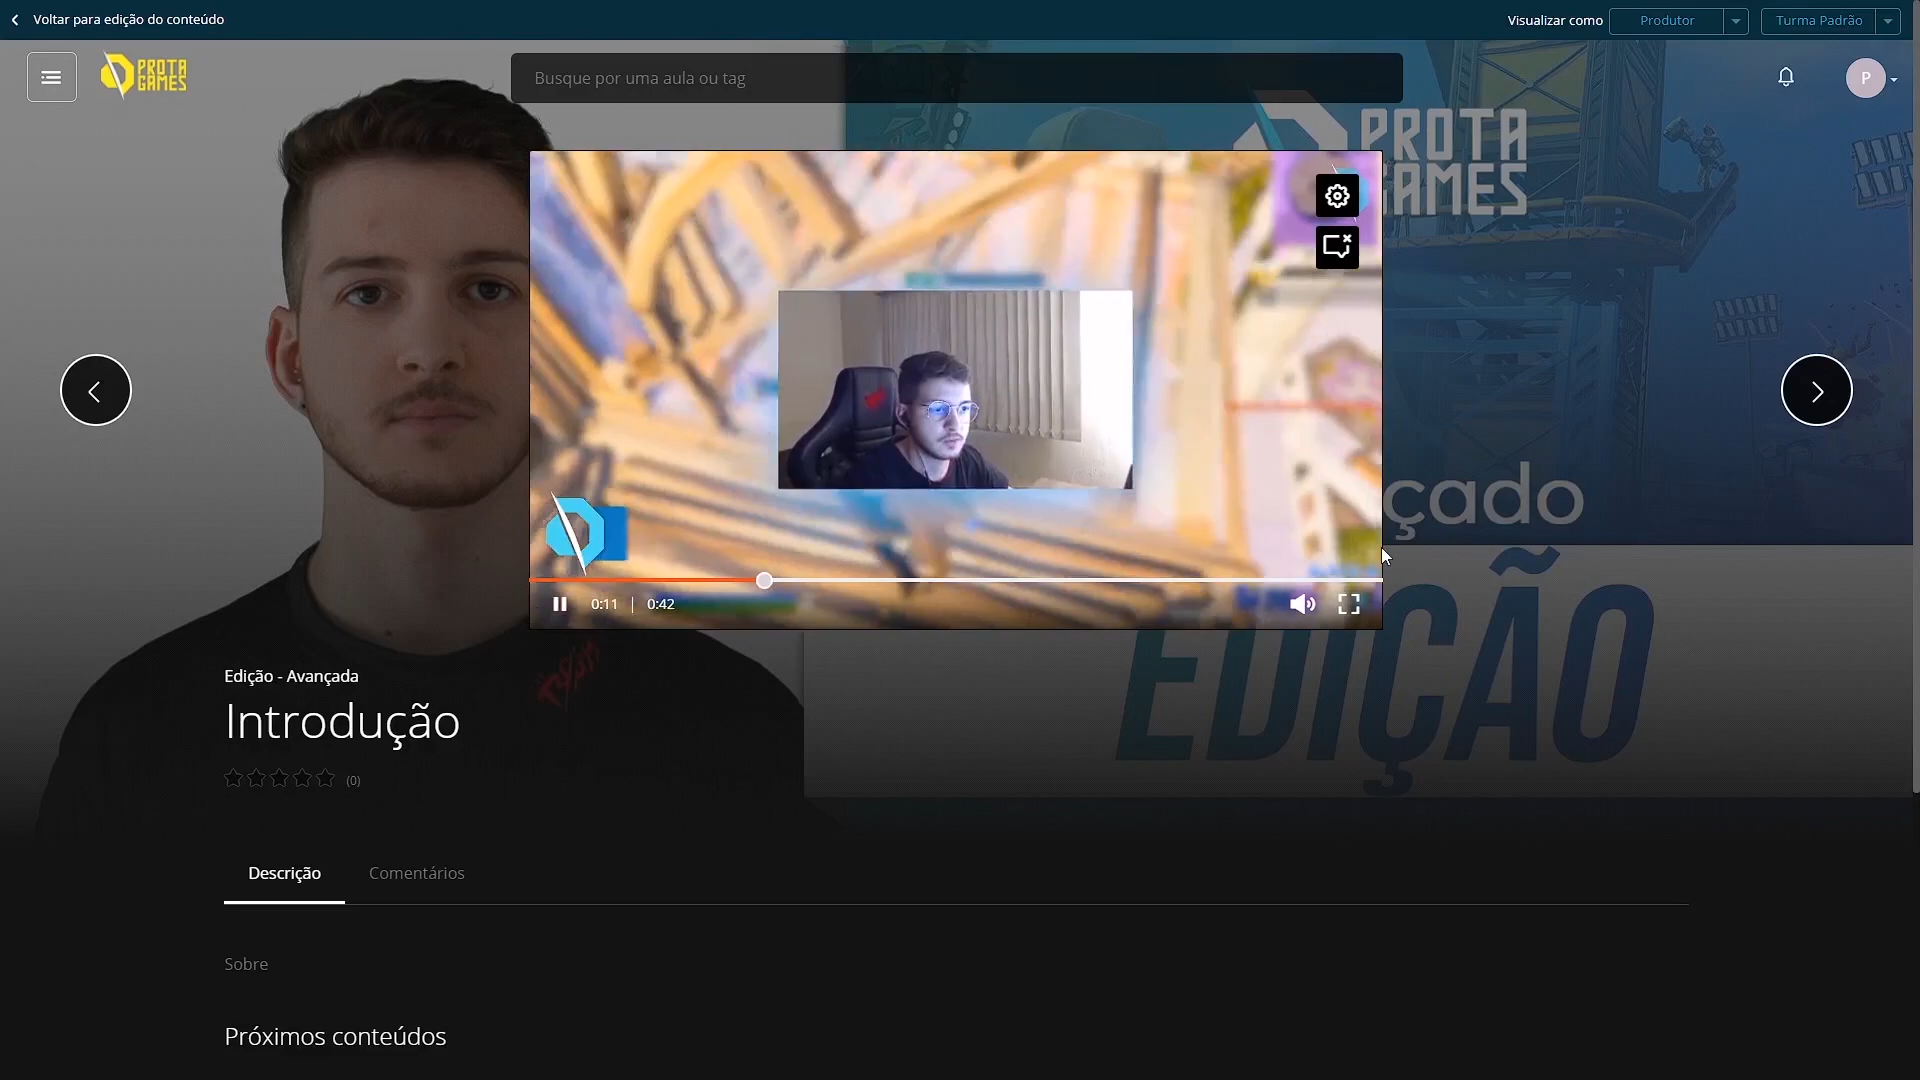 Voltar para edição do conteúdo
Visualizar como
Produtor
Turma Padrão
PROTA
GAMES
Busque por uma aula ou tag
P
PROTA
GAMES
çado
EDIÇÃO
0:11 | 0:42
Edição - Avançada
Introdução
(0)
Descrição
Comentários
Sobre
Próximos conteúdos